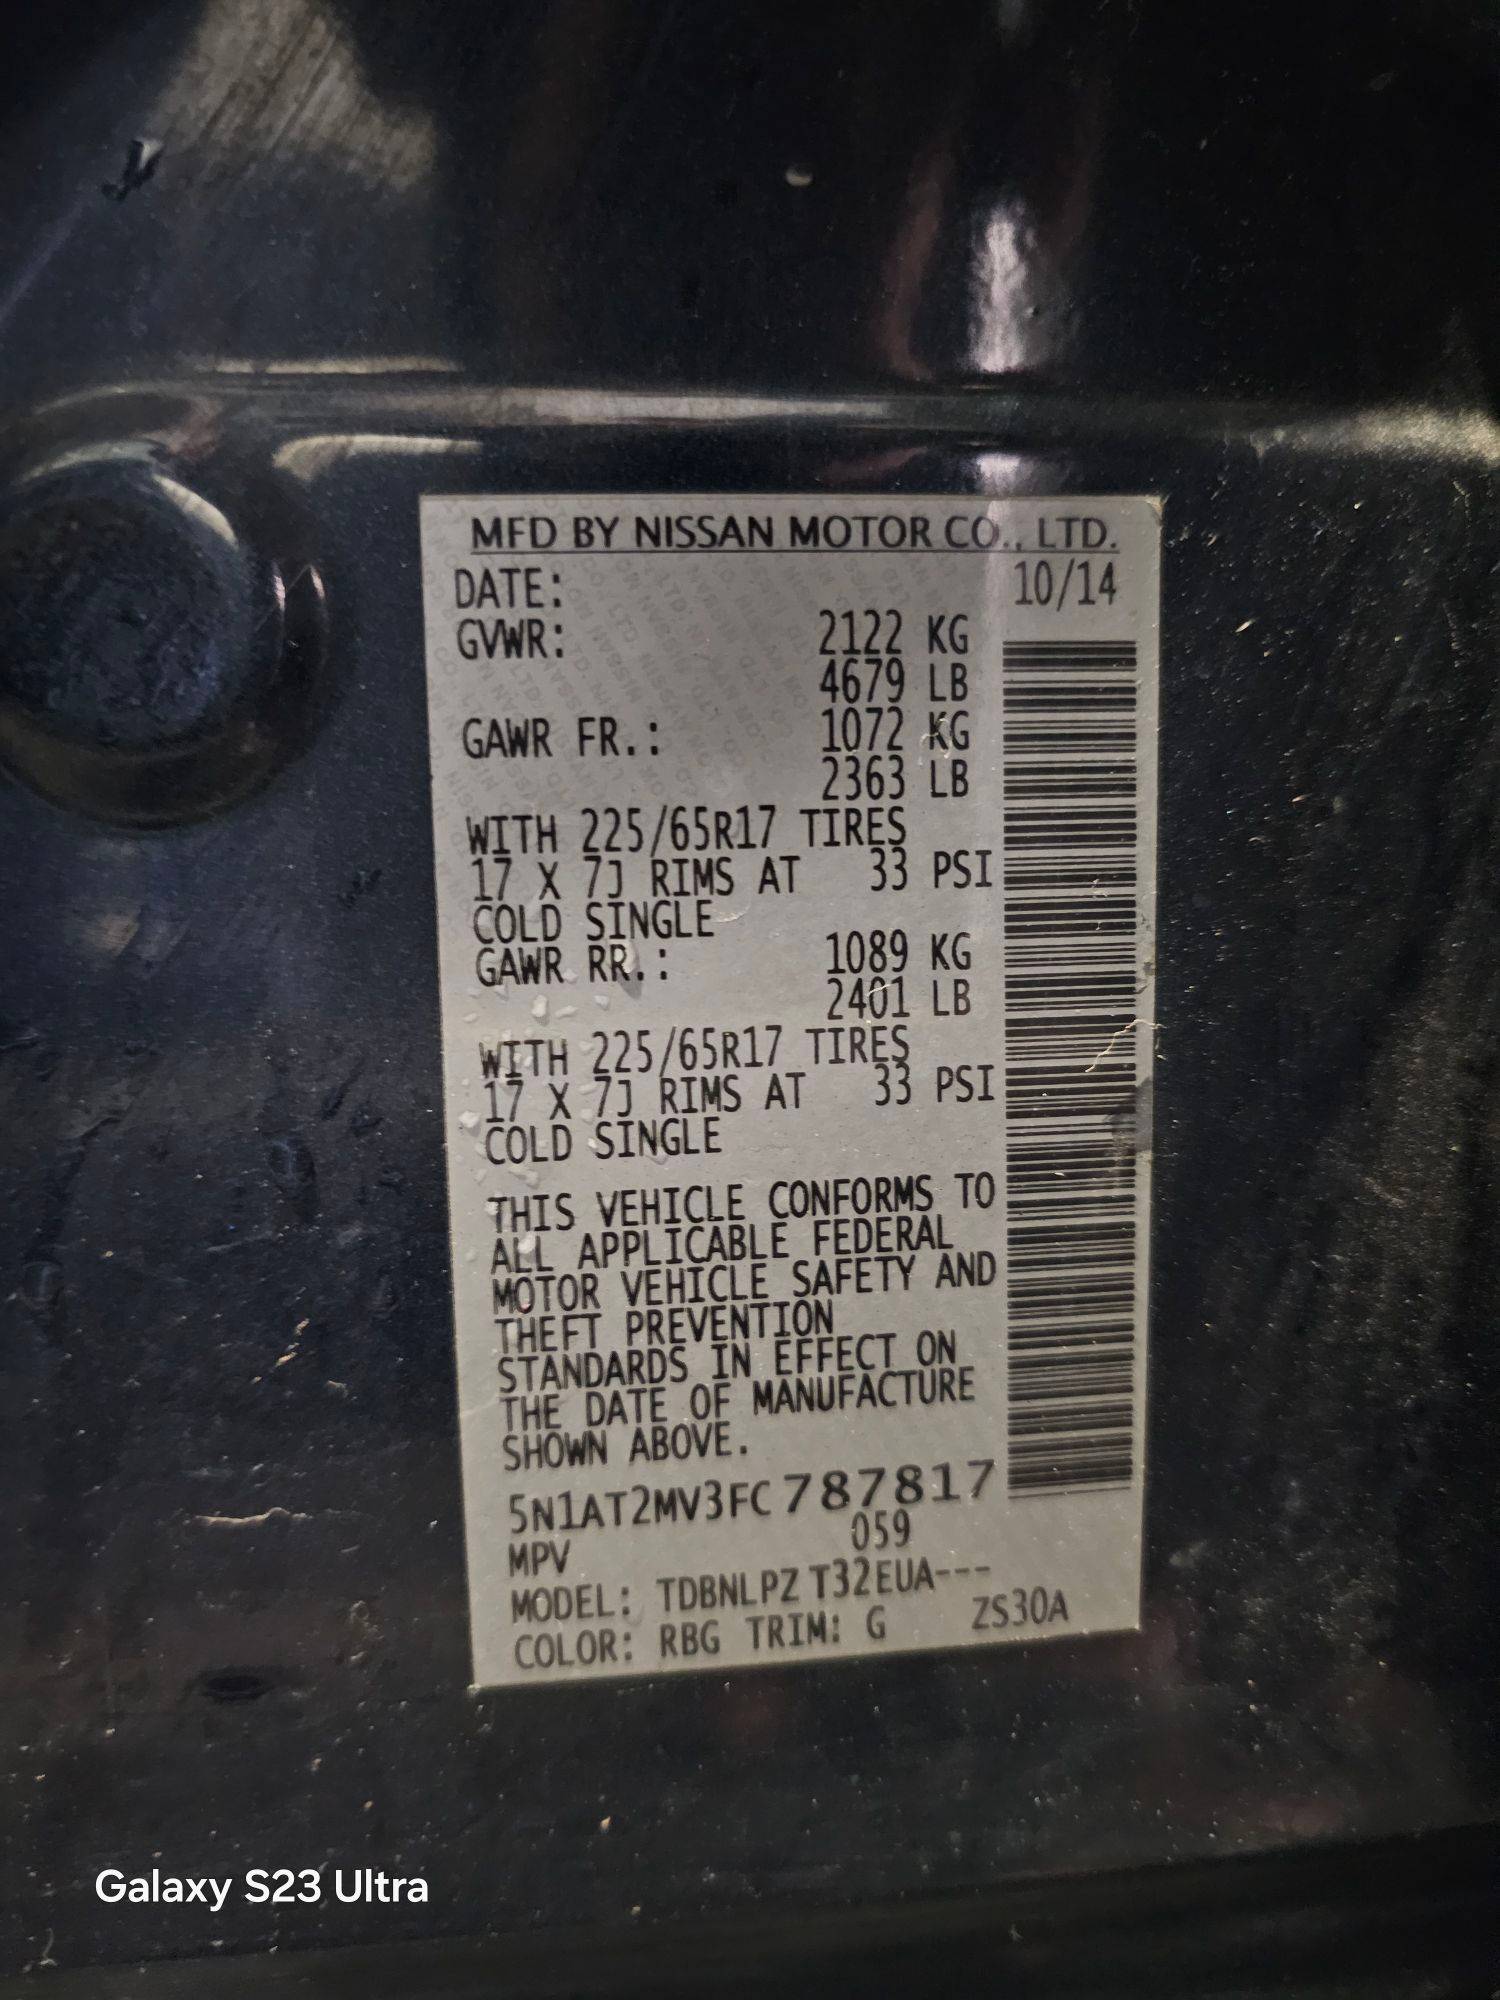 MFD BY NISSAN MOTOR CO., LTD.
DATE: 10/14
GVWR: 2122 KG
4679 LB
GAWR FR.: 1072 KG
2363 LB
WITH 225/65R17 TIRES
17 X 7J RIMS AT 33 PSI
COLD SINGLE
GAWR RR.: 1089 KG
2401 LB
WITH 225/65R17 TIRES
17 X 7J RIMS AT 33 PSI
COLD SINGLE
THIS VEHICLE CONFORMS TO
ALL APPLICABLE FEDERAL
MOTOR VEHICLE SAFETY AND
THEFT PREVENTION
STANDARDS IN EFFECT ON
THE DATE OF MANUFACTURE
SHOWN ABOVE.
5N1AT2MV3FC787817
MPV 059
MODEL: TDBNLPZ T32EUA---
COLOR: RBG TRIM: G ZS30A
Galaxy S23 Ultra